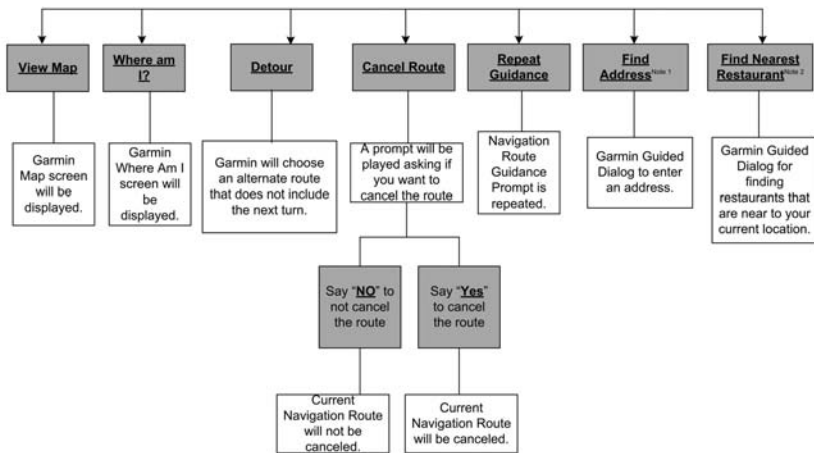 View Map
Where am
I?
Detour
Cancel Route
Repeat
Guidance
Find
Address Note 1
Find Nearest
Restaurant Note 2
Garmin
Map screen
will be
displayed.
Garmin
Where Am I
screen will
be
displayed.
Garmin will choose
an alternate route
that does not include
the next turn.
A prompt will be
played asking if
you want to
cancel the route
Navigation
Route
Guidance
Prompt is
repeated.
Garmin Guided
Dialog to enter
an address.
Garmin Guided
Dialog for
finding
restaurants that
are near to your
current location.
Say “NO” to
not cancel
the route
Say “Yes”
to cancel
the route
Current
Navigation Route
will not be
canceled.
Current
Navigation Route
will be canceled.